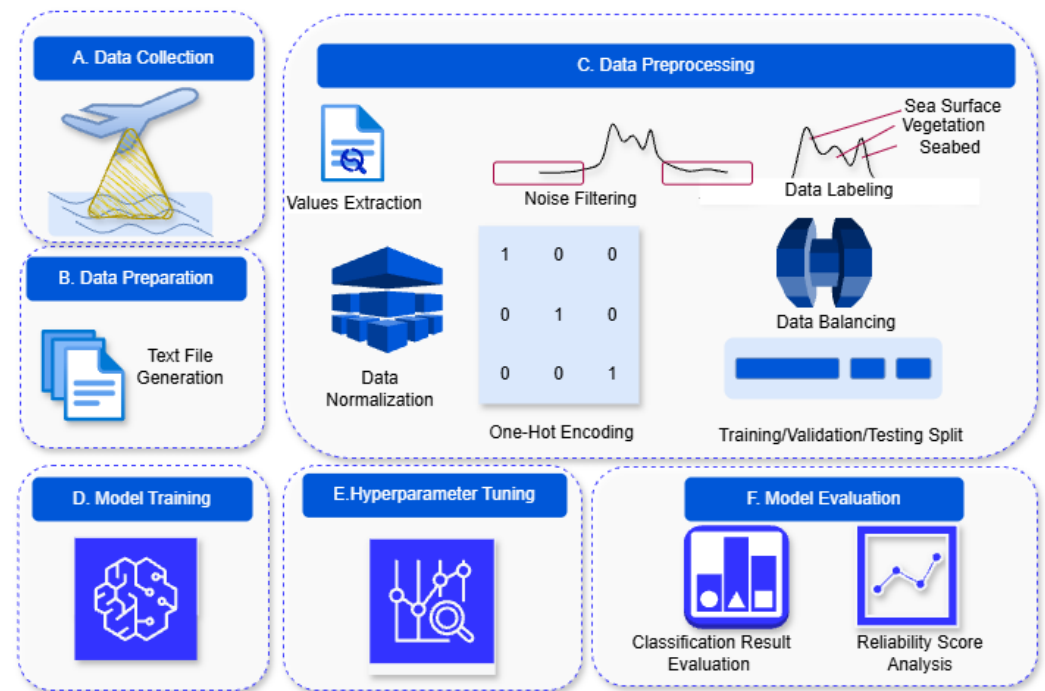 A. Data Collection
B. Data Preparation
Text File
Generation
C. Data Preprocessing
Values Extraction
Noise Filtering
Sea Surface
Vegetation
Seabed
Data Labeling
Data
Normalization
1 0 0
0 1 0
0 0 1
One-Hot Encoding
Data Balancing
Training/Validation/Testing Split
D. Model Training
E.Hyperparameter Tuning
F. Model Evaluation
Classification Result
Evaluation
Reliability Score
Analysis